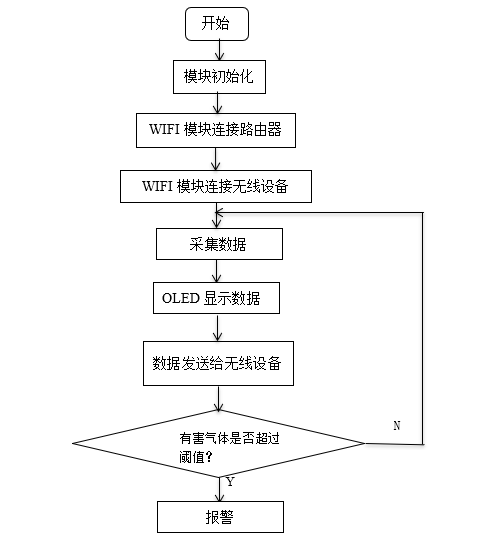 开始
模块初始化
WIFI 模块连接路由器
WIFI 模块连接无线设备
采集数据
OLED 显示数据
数据发送给无线设备
N
有害气体是否超过
阈值？
Y
报警